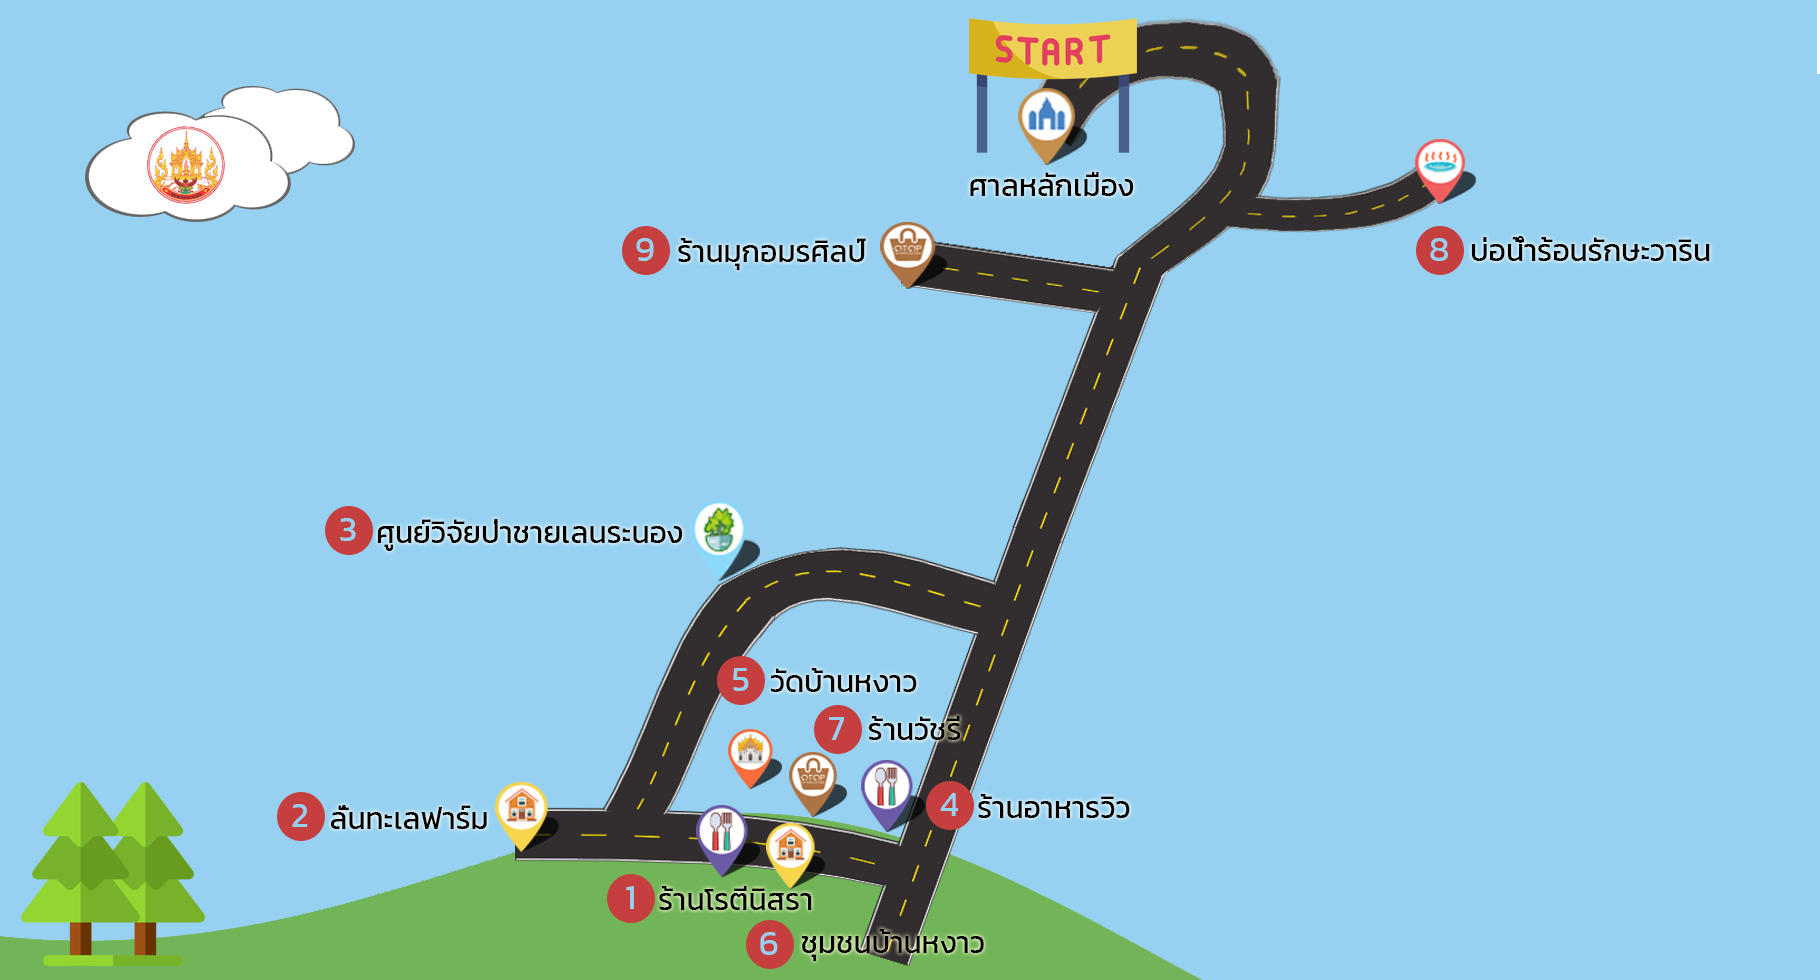 START
ศาลหลักเมือง
9 ร้านมุกอมรศิลป์
8 บ่อน้ำร้อนรักษะวาริน
3 ศูนย์วิจัยป่าชายเลนระนอง
5 วัดบ้านหงาว
7 ร้านวัชรี
OTOP
OTOP
2 ลั้นทะเลฟาร์ม
4 ร้านอาหารวิว
1 ร้านโรตีนิสรา
6 ชุมชนบ้านหงาว